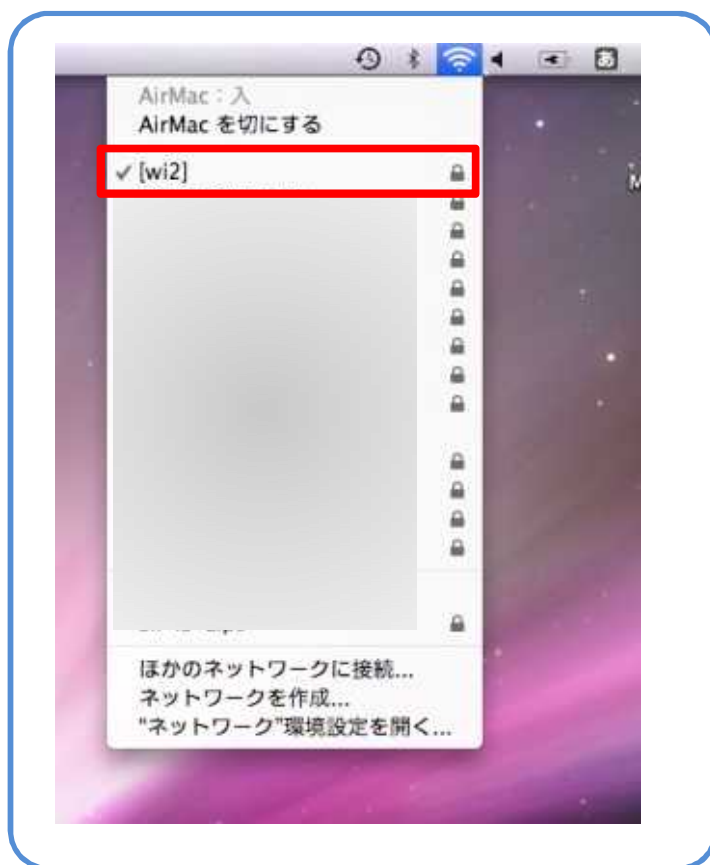 あ
AirMac：入
AirMac を切にする
✓ [wi2]
ほかのネットワークに接続...
ネットワークを作成...
"ネットワーク"環境設定を開く...